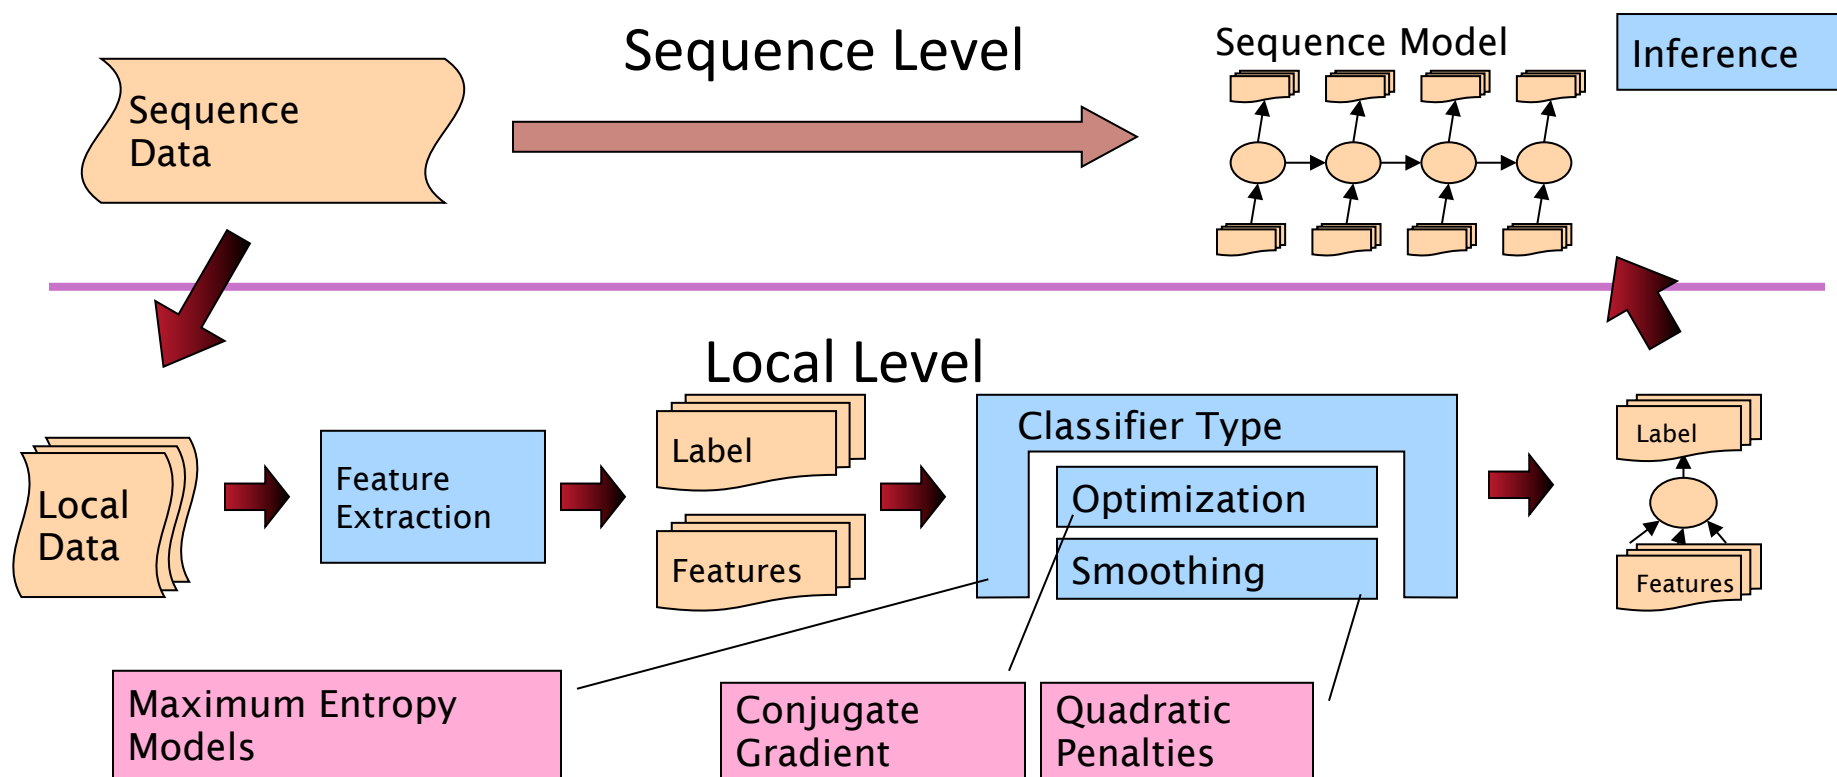 Sequence Level
Sequence Model
Inference
Sequence
Data
Local Level
Label
Classifier Type
Label
Feature
Extraction
Optimization
Local
Data
Features
Smoothing
Features
Maximum Entropy
Models
Conjugate
Gradient
Quadratic
Penalties